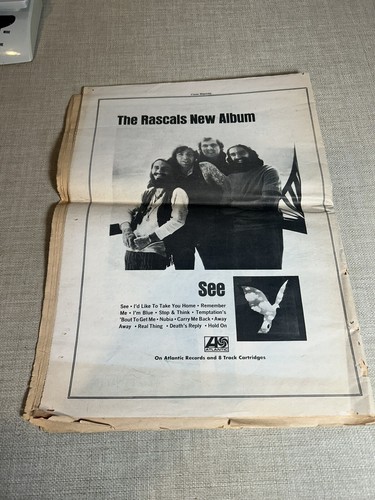 The Rascals New Album
See
See • I'd Like To Take You Home • Remember
Me • I'm Blue • Stop & Think • Temptation's
'Bout To Get Me • Nubia • Carry Me Back • Away
Away • Real Thing • Death's Reply • Hold On
ATLANTIC
On Atlantic Records and 8 Track Cartridges